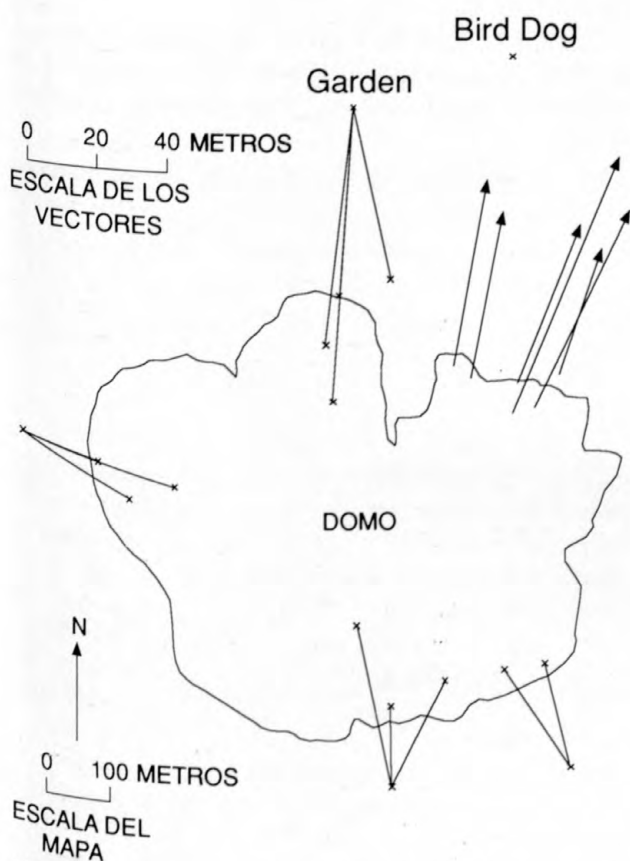 Bird Dog
Garden
0 20 40 METROS
ESCALA DE LOS
VECTORES
DOMO
N
0 100 METROS
ESCALA DEL
MAPA